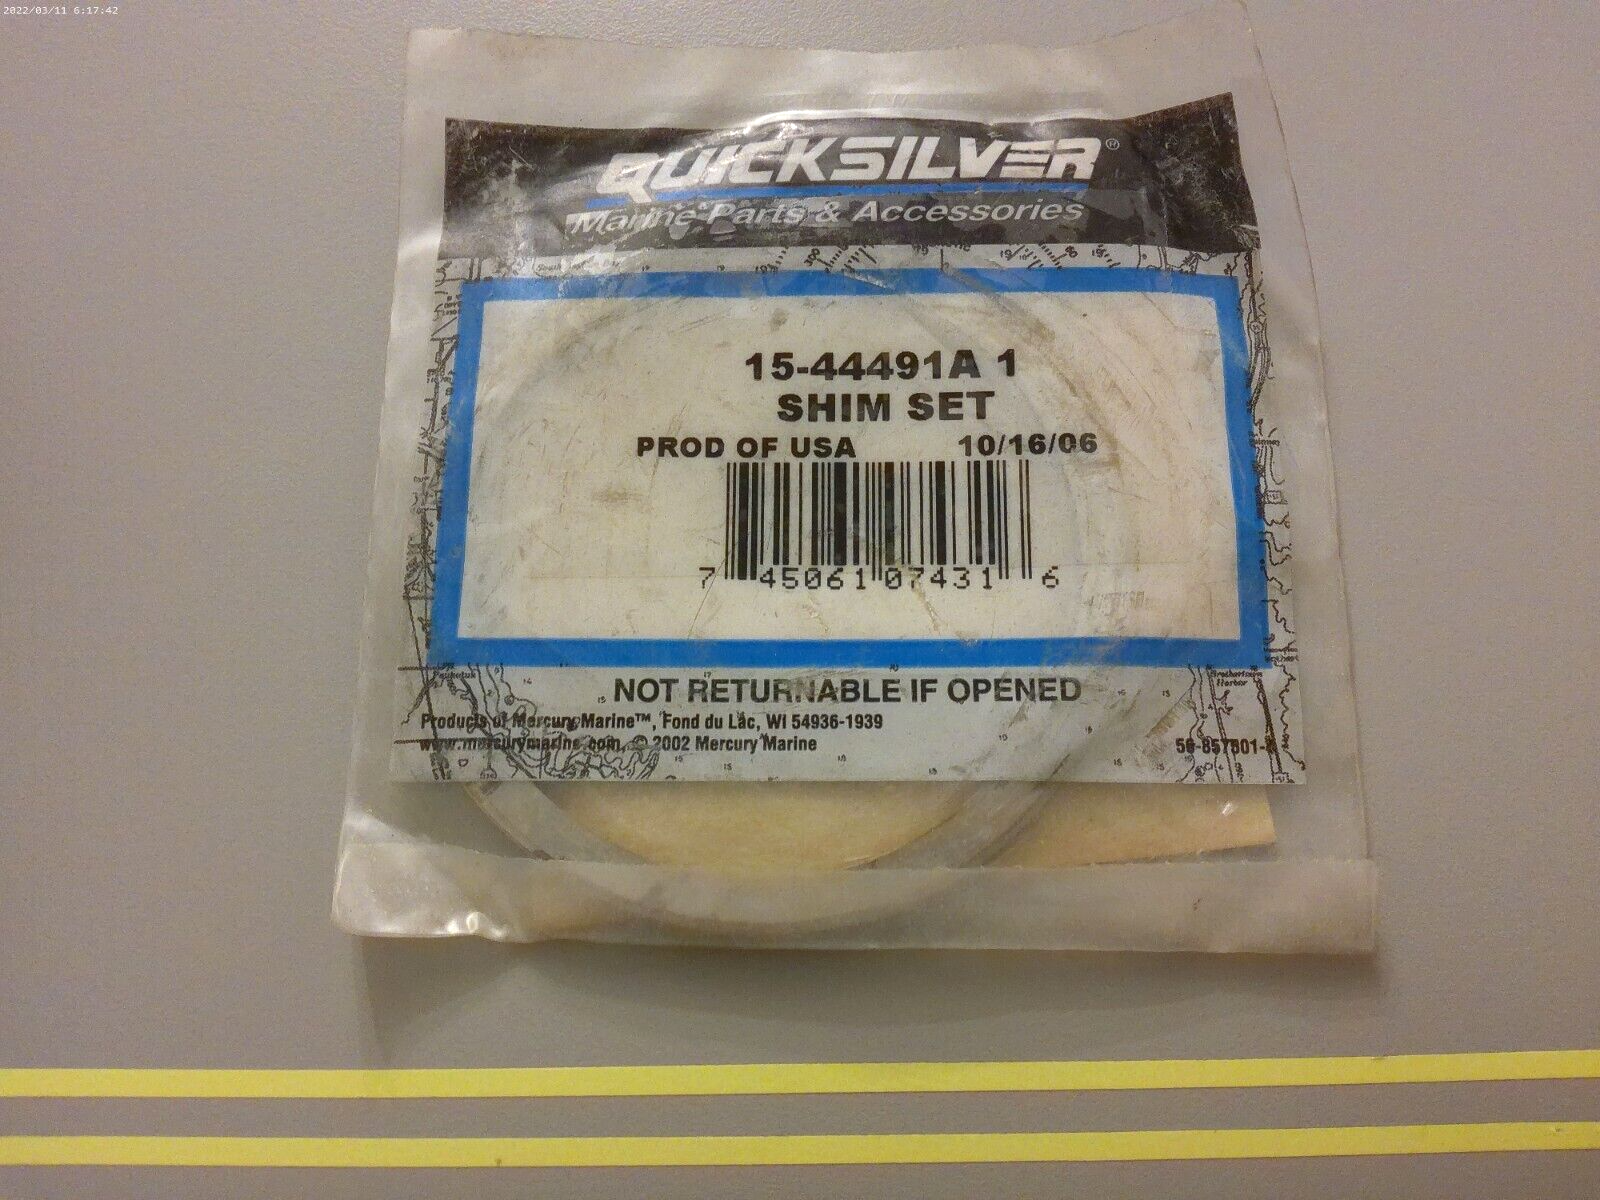 2022/03/11 6:17:42
QUICKSILVER®
Marine Parts & Accessories
15-44491A 1
SHIM SET
PROD OF USA 10/16/06
7 45061 07431 6
NOT RETURNABLE IF OPENED
Products of Mercury Marine™, Fond du Lac, WI 54936-1939
www.mercurymarine.com, © 2002 Mercury Marine